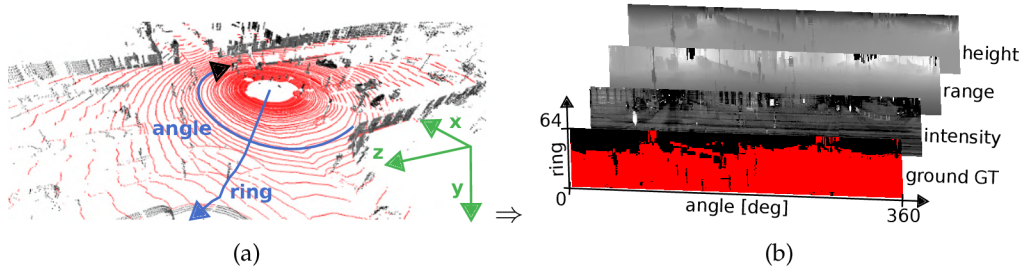 angle
ring
x
z
y
⇒
height
range
intensity
ground GT
64
ring
0
angle [deg]
360
(a)
(b)